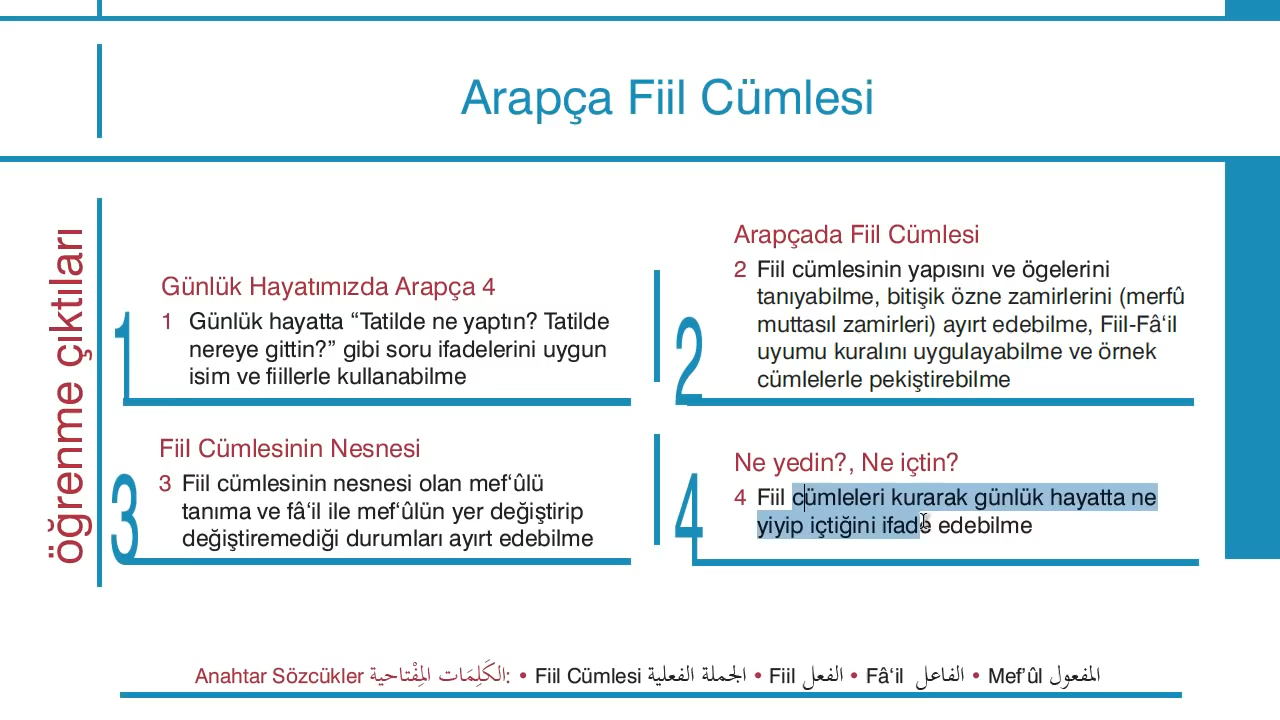 Arapça Fiil Cümlesi
öğrenme çıktıları
1
Günlük Hayatımızda Arapça 4
1 Günlük hayatta “Tatilde ne yaptın? Tatilde
nereye gittin?” gibi soru ifadelerini uygun
isim ve fiillerle kullanabilme
2
Arapçada Fiil Cümlesi
2 Fiil cümlesinin yapısını ve ögelerini
tanıyabilme, bitişik özne zamirlerini (merfû
muttasıl zamirleri) ayırt edebilme, Fiil-Fâ‘il
uyumu kuralını uygulayabilme ve örnek
cümlelerle pekiştirebilme
3
Fiil Cümlesinin Nesnesi
3 Fiil cümlesinin nesnesi olan mef‘ûlü
tanıma ve fâ‘il ile mef‘ûlün yer değiştirip
değiştiremediği durumları ayırt edebilme
4
Ne yedin?, Ne içtin?
4 Fiil cümleleri kurarak günlük hayatta ne
yiyip içtiğini ifade edebilme
Anahtar Sözcükler الكَلِمَات المِفْتاحية: • Fiil Cümlesi الجملة الفعلية • Fiil الفعل • Fâ‘il الفاعل • Mef’ûl المفعول